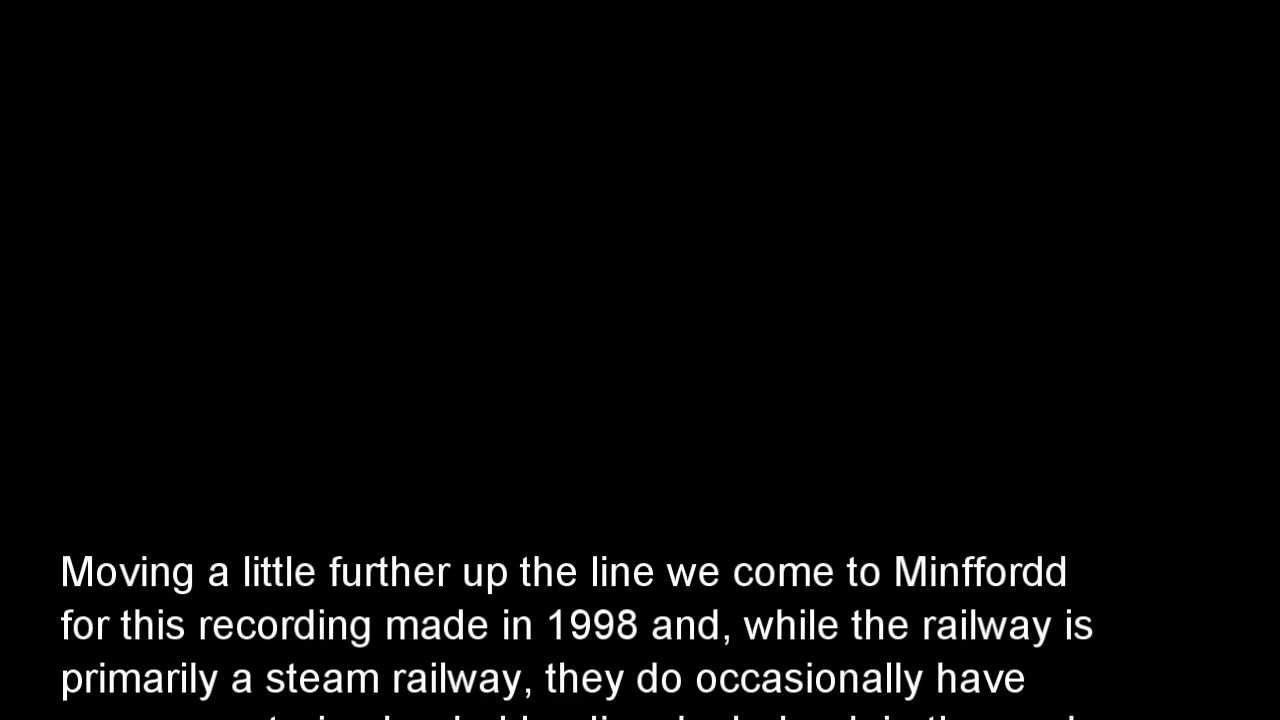 Moving a little further up the line we come to Minffordd
for this recording made in 1998 and, while the railway is
primarily a steam railway, they do occasionally have